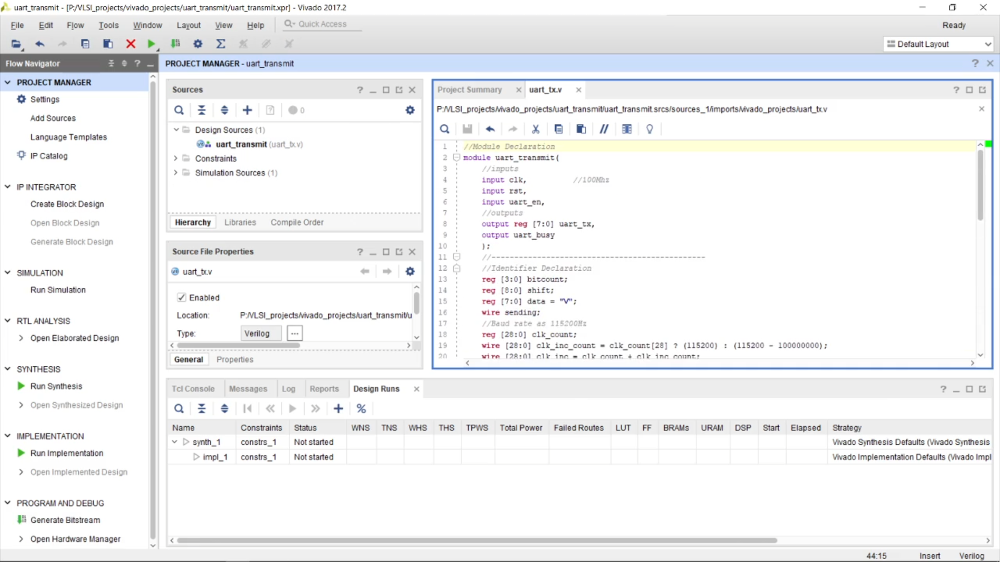 uart_transmit - [P:/VLSI_projects/vivado_projects/uart_transmit/uart_transmit.xpr] - Vivado 2017.2
File Edit Flow Tools Window Layout View Help Quick Access Ready
Default Layout
Flow Navigator
PROJECT MANAGER
Settings
Add Sources
Language Templates
IP Catalog
IP INTEGRATOR
Create Block Design
Open Block Design
Generate Block Design
SIMULATION
Run Simulation
RTL ANALYSIS
Open Elaborated Design
SYNTHESIS
Run Synthesis
Open Synthesized Design
IMPLEMENTATION
Run Implementation
Open Implemented Design
PROGRAM AND DEBUG
Generate Bitstream
Open Hardware Manager
PROJECT MANAGER - uart_transmit
Sources
0
Design Sources (1)
uart_transmit (uart_tx.v)
Constraints
Simulation Sources (1)
Hierarchy Libraries Compile Order
Source File Properties
uart_tx.v
Enabled
Location: P:/VLSI_projects/vivado_projects/uart_transmit/u
Type: Verilog ...
General Properties
Project Summary uart_tx.v
P:/VLSI_projects/vivado_projects/uart_transmit/uart_transmit.srcs/sources_1/imports/vivado_projects/uart_tx.v
1 //Module Declaration
2 module uart_transmit(
3 //inputs
4 input clk, //100Mhz
5 input rst,
6 input uart_en,
7 //outputs
8 output reg [7:0] uart_tx,
9 output uart_busy
10 );
11 //-----------------------------------------------
12 //Identifier Declaration
13 reg [3:0] bitcount;
14 reg [8:0] shift;
15 reg [7:0] data = "V";
16 wire sending;
17 //Baud rate as 115200Hz
18 reg [28:0] clk_count;
19 wire [28:0] clk_inc_count = clk_count[28] ? (115200) : (115200 - 100000000);
20 wire [28:0] clk_inc = clk_count + clk_inc_count;
Tcl Console Messages Log Reports Design Runs
Name Constraints Status WNS TNS WHS THS TPWS Total Power Failed Routes LUT FF BRAMs URAM DSP Start Elapsed Strategy
synth_1 constrs_1 Not started Vivado Synthesis Defaults (Vivado Synthesis
impl_1 constrs_1 Not started Vivado Implementation Defaults (Vivado Impl
44:15 Insert Verilog